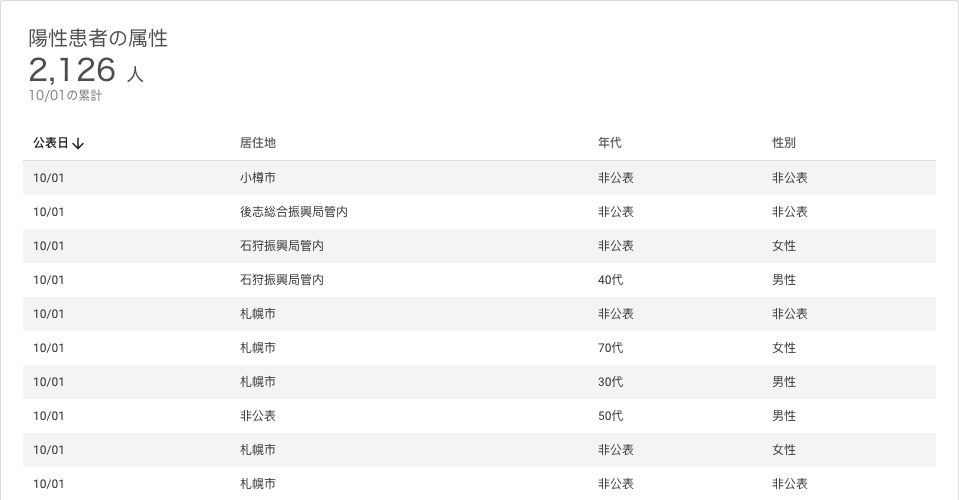 陽性患者の属性
2,126 人
10/01の累計
公表日↓ 居住地 年代 性別
10/01 小樽市 非公表 非公表
10/01 後志総合振興局管内 非公表 非公表
10/01 石狩振興局管内 非公表 女性
10/01 石狩振興局管内 40代 男性
10/01 札幌市 非公表 非公表
10/01 札幌市 70代 女性
10/01 札幌市 30代 男性
10/01 非公表 50代 男性
10/01 札幌市 非公表 女性
10/01 札幌市 非公表 非公表